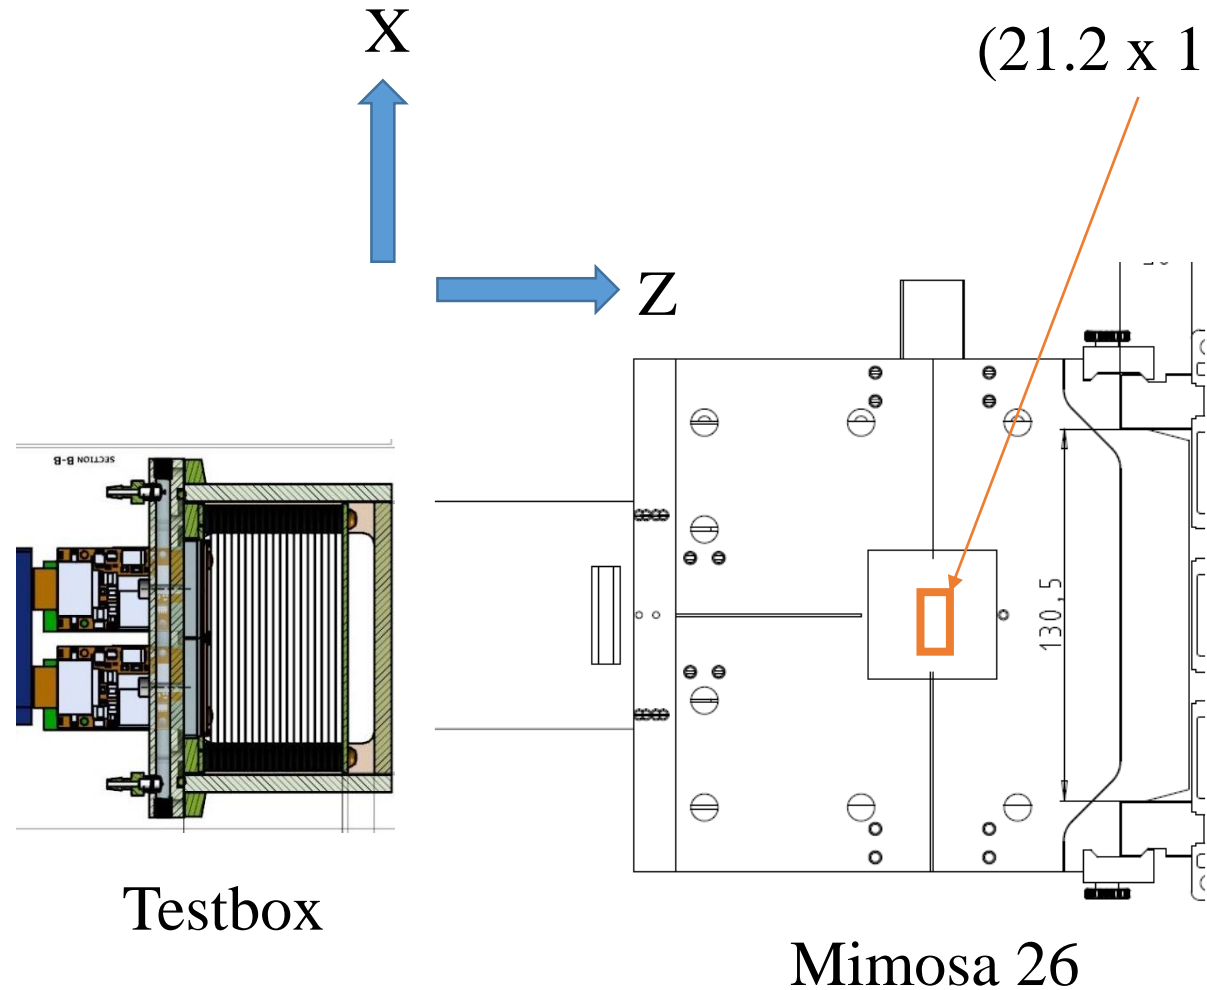 X
(21.2 x 1
Z
SECTION B-B
130,5
Testbox
Mimosa 26